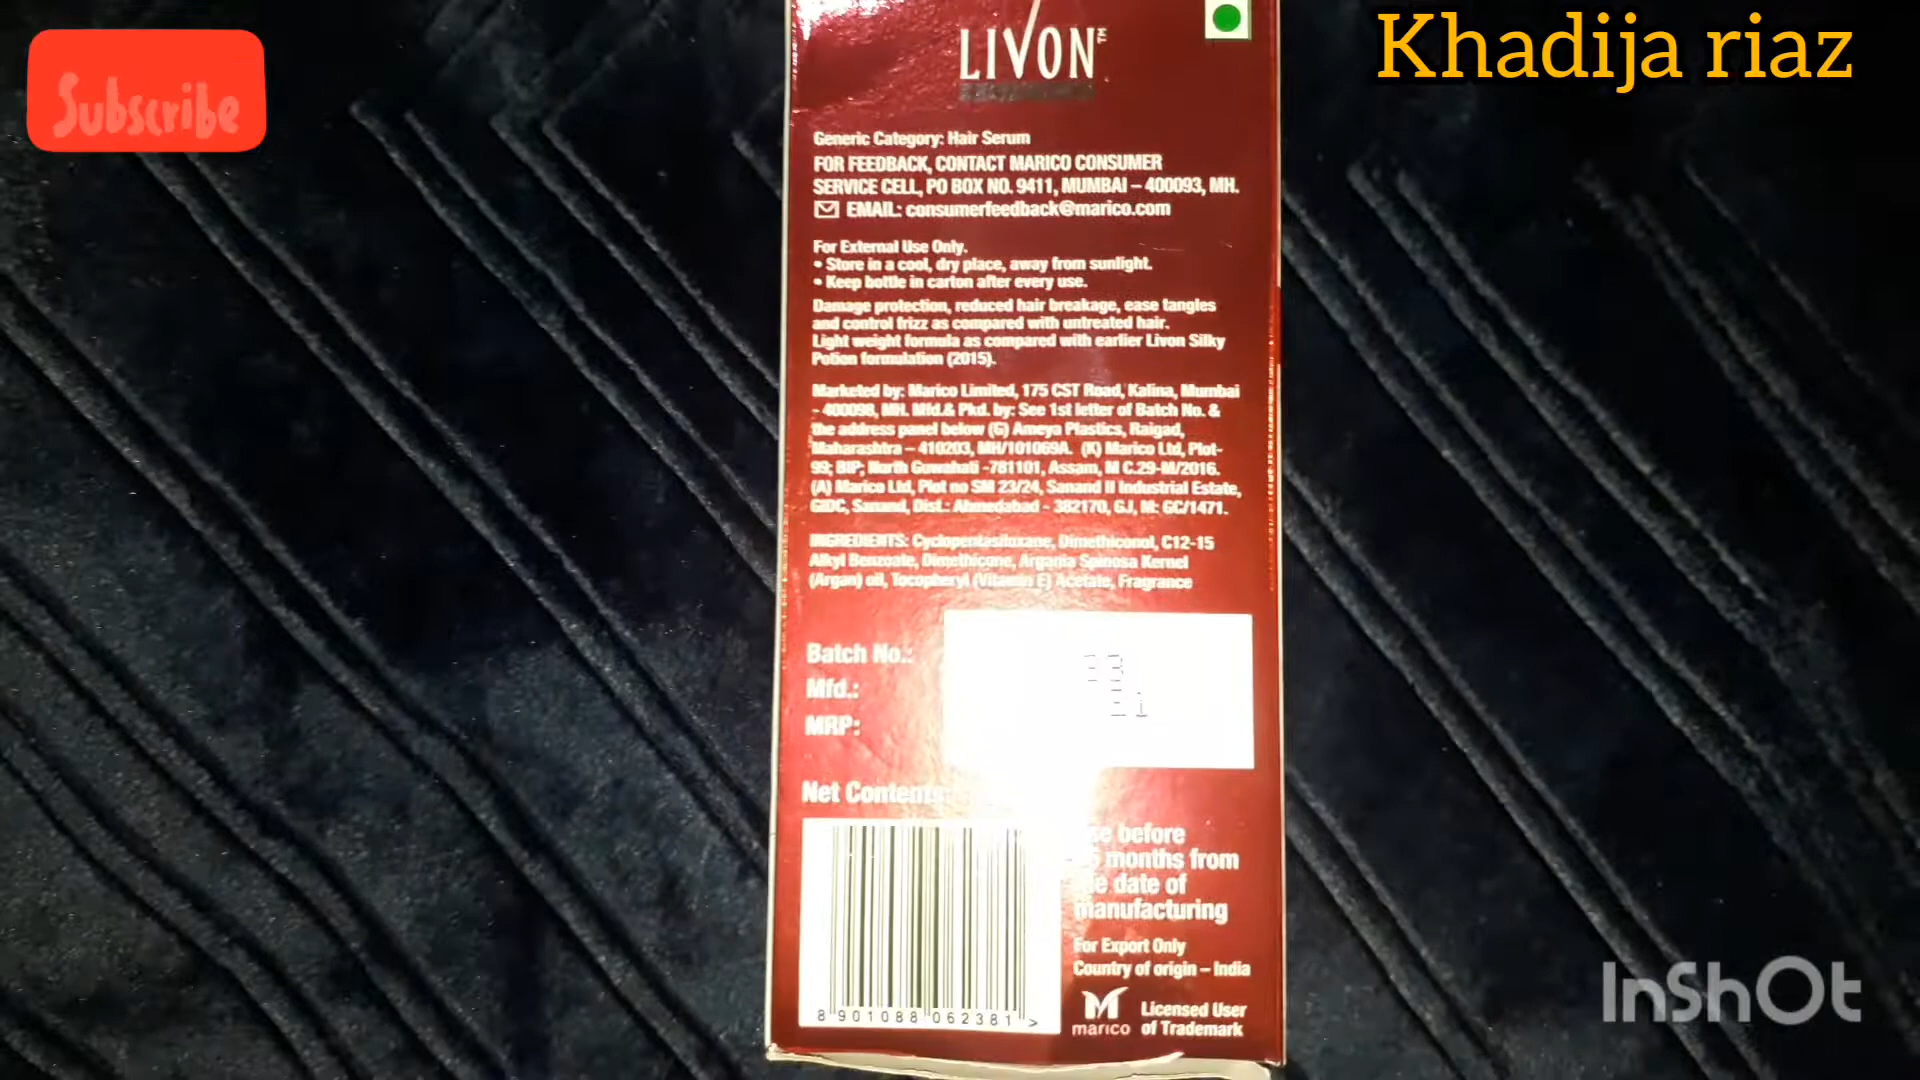 Subscribe
Khadija riaz
LIVON™
Generic Category: Hair Serum
FOR FEEDBACK, CONTACT MARICO CONSUMER
SERVICE CELL, PO BOX NO. 9411, MUMBAI – 400093, MH.
EMAIL: consumerfeedback@marico.com
For External Use Only.
• Store in a cool, dry place, away from sunlight.
• Keep bottle in carton after every use.
Damage protection, reduced hair breakage, ease tangles
and control frizz as compared with untreated hair.
Light weight formula as compared with earlier Livon Silky
Potion formulation (2015).
Marketed by: Marico Limited, 175 CST Road, Kalina, Mumbai
- 400098, MH. Mfd.& Pkd. by: See 1st letter of Batch No. &
the address panel below (G) Ameya Plastics, Raigad,
Maharashtra – 410203, MH/101069A. (K) Marico Ltd, Plot-
99; BIP; North Guwahati -781101, Assam, M C.29-M/2016.
(A) Marico Ltd, Plot no SM 23/24, Sanand II Industrial Estate,
GIDC, Sanand, Dist.: Ahmedabad - 382170, GJ, M: GC/1471.
INGREDIENTS: Cyclopentasiloxane, Dimethiconol, C12-15
Alkyl Benzoate, Dimethicone, Argania Spinosa Kernel
(Argan) oil, Tocopheryl (Vitamin E) Acetate, Fragrance
Batch No.:
Mfd.:
MRP:
Net Contents:
before
months from
date of
manufacturing
For Export Only
Country of origin – India
marico
Licensed User
of Trademark
8 901088 062381 >
InShOt